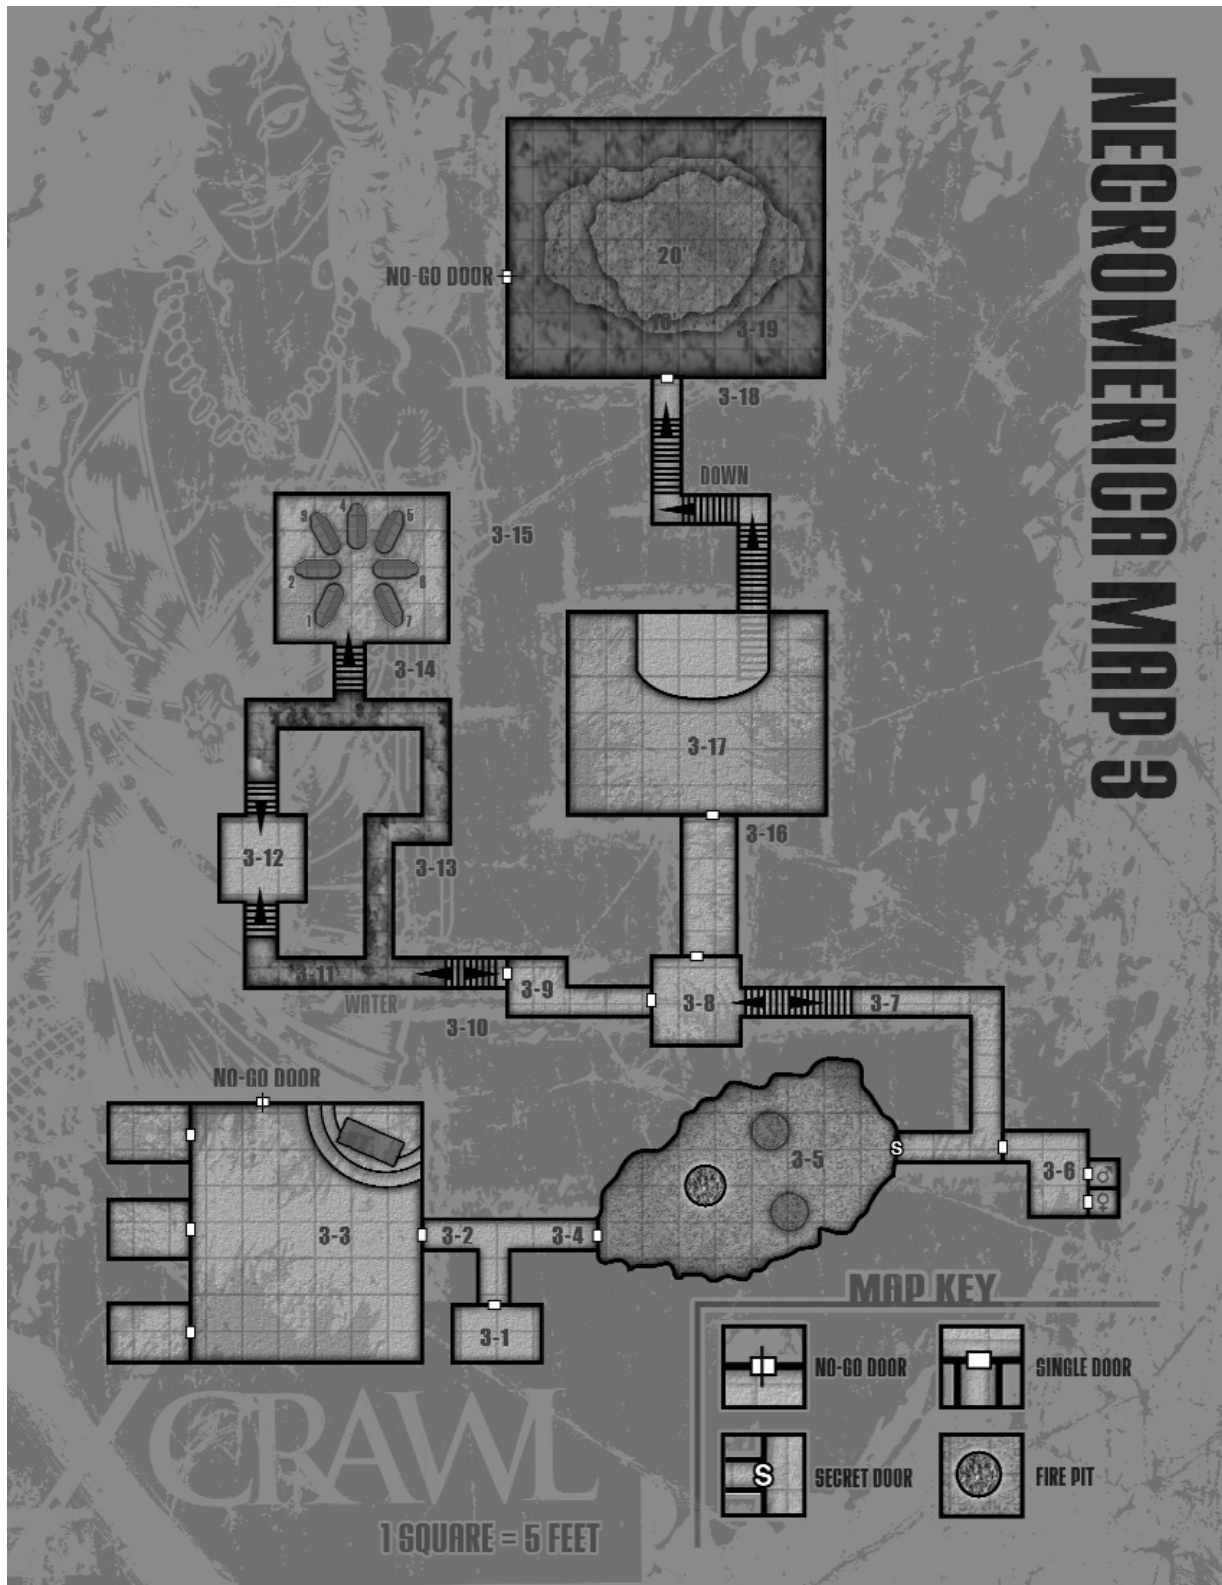 NECROMERICA MAP 3
20'
NO-GO DOOR
3-19
3-18
DOWN
3
4
5
2
6
1
7
3-15
3-14
3-17
3-16
3-12
3-13
3-11
WATER
3-9
3-10
3-8
3-7
NO-GO DOOR
3-5
3-6
♂
♀
S
3-3
3-2
3-4
3-1
MAP KEY
NO-GO DOOR
SINGLE DOOR
S
SECRET DOOR
FIRE PIT
XCRAWL
1 SQUARE = 5 FEET